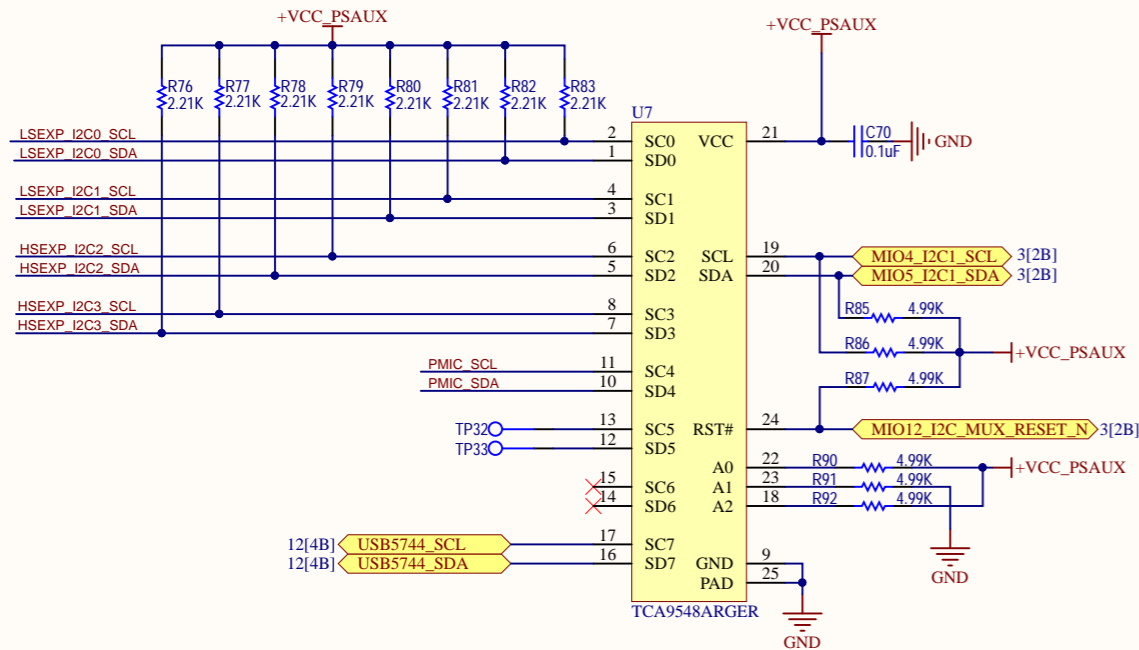 +VCC_PSAUX
+VCC_PSAUX
R76 R77 R78 R79 R80 R81 R82 R83
2.21K 2.21K 2.21K 2.21K 2.21K 2.21K 2.21K 2.21K
U7
LSEXP_I2C0_SCL 2 SC0 VCC 21 C70 GND
0.1uF
LSEXP_I2C0_SDA 1 SD0
LSEXP_I2C1_SCL 4 SC1
LSEXP_I2C1_SDA 3 SD1
HSEXP_I2C2_SCL 6 SC2 SCL 19 MIO4_I2C1_SCL 3[2B]
HSEXP_I2C2_SDA 5 SD2 SDA 20 MIO5_I2C1_SDA 3[2B]
HSEXP_I2C3_SCL 8 SC3 R85 4.99K
HSEXP_I2C3_SDA 7 SD3
R86 4.99K +VCC_PSAUX
PMIC_SCL 11 SC4
PMIC_SDA 10 SD4 R87 4.99K
TP32 13 SC5 RST# 24 MIO12_I2C_MUX_RESET_N 3[2B]
TP33 12 SD5
A0 22 R90 4.99K +VCC_PSAUX
15 SC6 A1 23 R91 4.99K
14 SD6 A2 18 R92 4.99K
12[4B] USB5744_SCL 17 SC7
12[4B] USB5744_SDA 16 SD7 GND 9
PAD 25 GND
TCA9548ARGER
GND